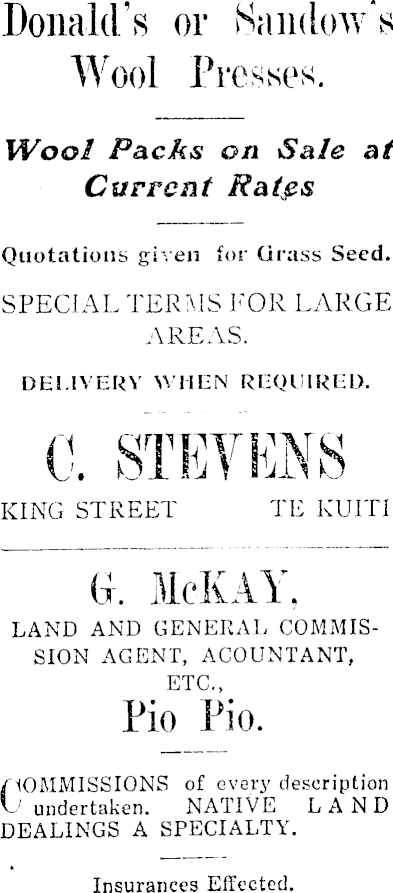 Donald's or Sandow's
Wool Presses.
Wool Packs on Sale at
Current Rates
Quotations given for Grass Seed.
SPECIAL TERMS FOR LARGE
AREAS.
DELIVERY WHEN REQUIRED.
C. STEVENS
KING STREET TE KUITI
G. McKAY,
LAND AND GENERAL COMMIS-
SION AGENT, ACOUNTANT,
ETC.,
Pio Pio.
COMMISSIONS of every description
undertaken. NATIVE LAND
DEALINGS A SPECIALTY.
Insurances Effected.